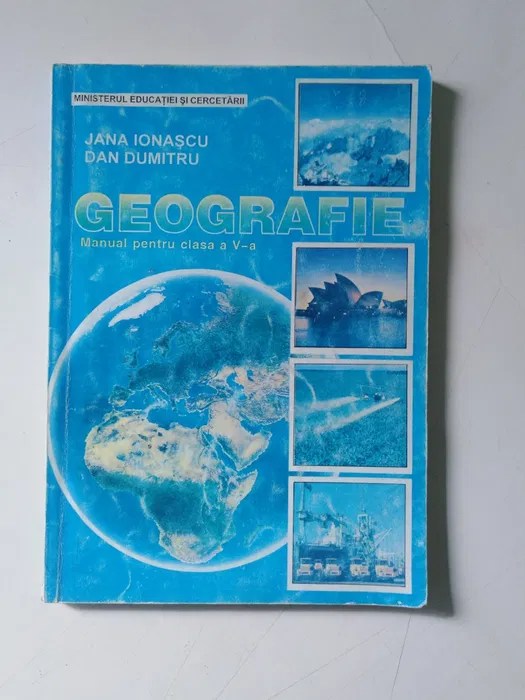 MINISTERUL EDUCAȚIEI ȘI CERCETĂRII
JANA IONAȘCU
DAN DUMITRU
GEOGRAFIE
Manual pentru clasa a V-a